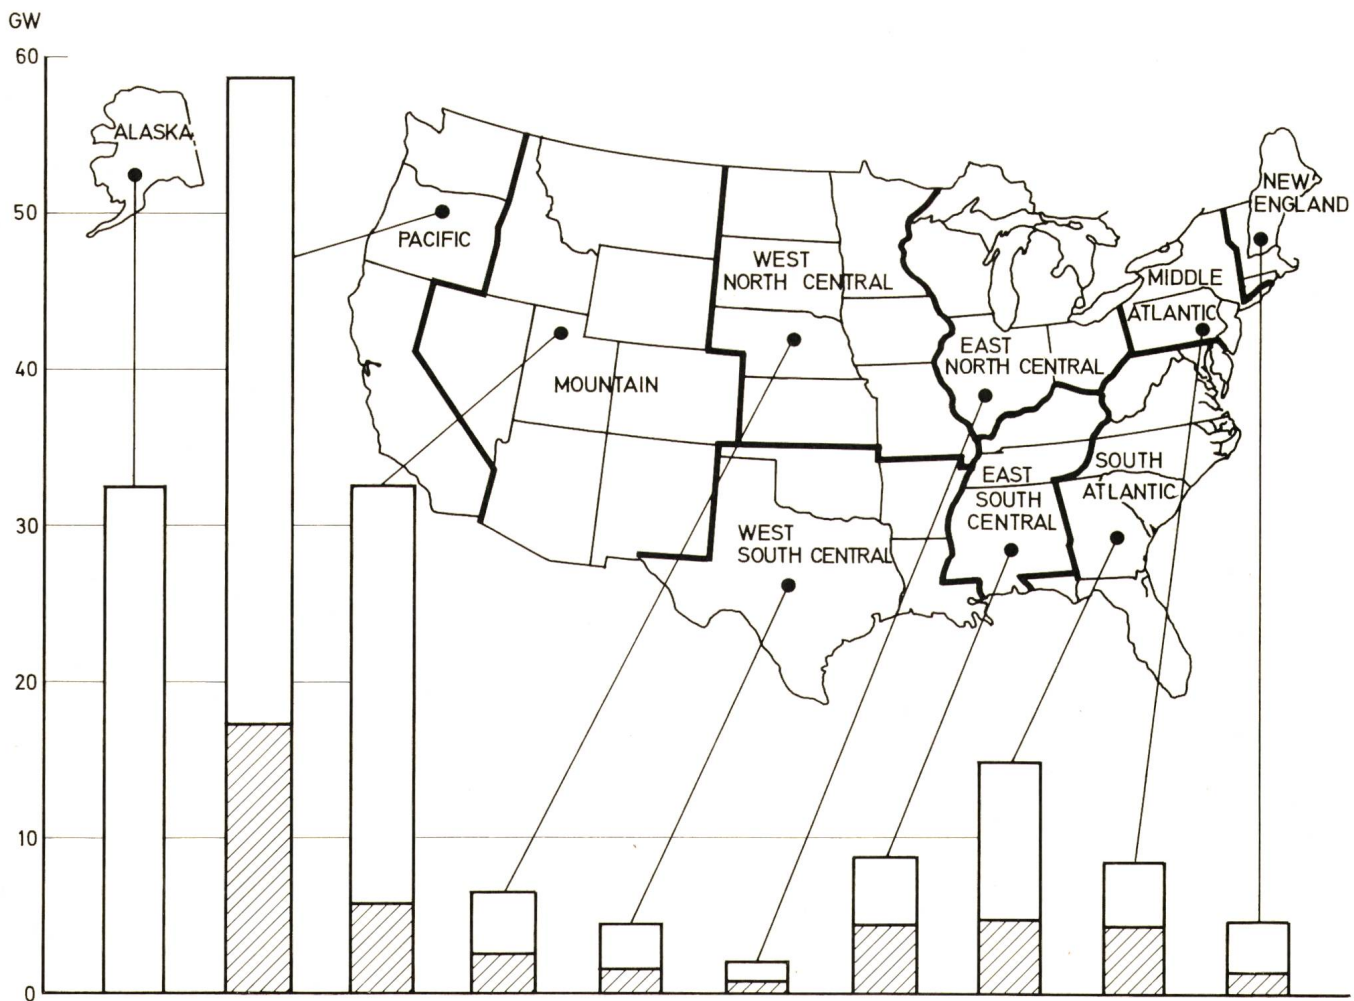 GW
60
50
40
30
20
10
0
ALASKA
PACIFIC
MOUNTAIN
WEST
NORTH CENTRAL
WEST
SOUTH CENTRAL
EAST
NORTH CENTRAL
EAST
SOUTH
CENTRAL
SOUTH
ATLANTIC
MIDDLE
ATLANTIC
NEW
ENGLAND